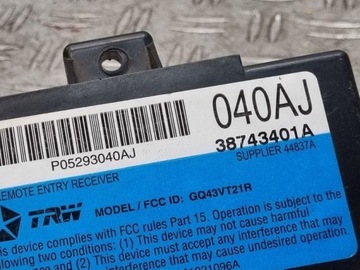 040AJ
P05293040AJ
38743401A
SUPPLIER 44837A
REMOTE ENTRY RECEIVER
TRW
MODEL / FCC ID: GQ43VT21R
This device complies with FCC rules Part 15. Operation is subject to the
following two conditions: (1) This device may not cause harmful
and (2) This device must accept any interference that
interference that may cause undesired operation.